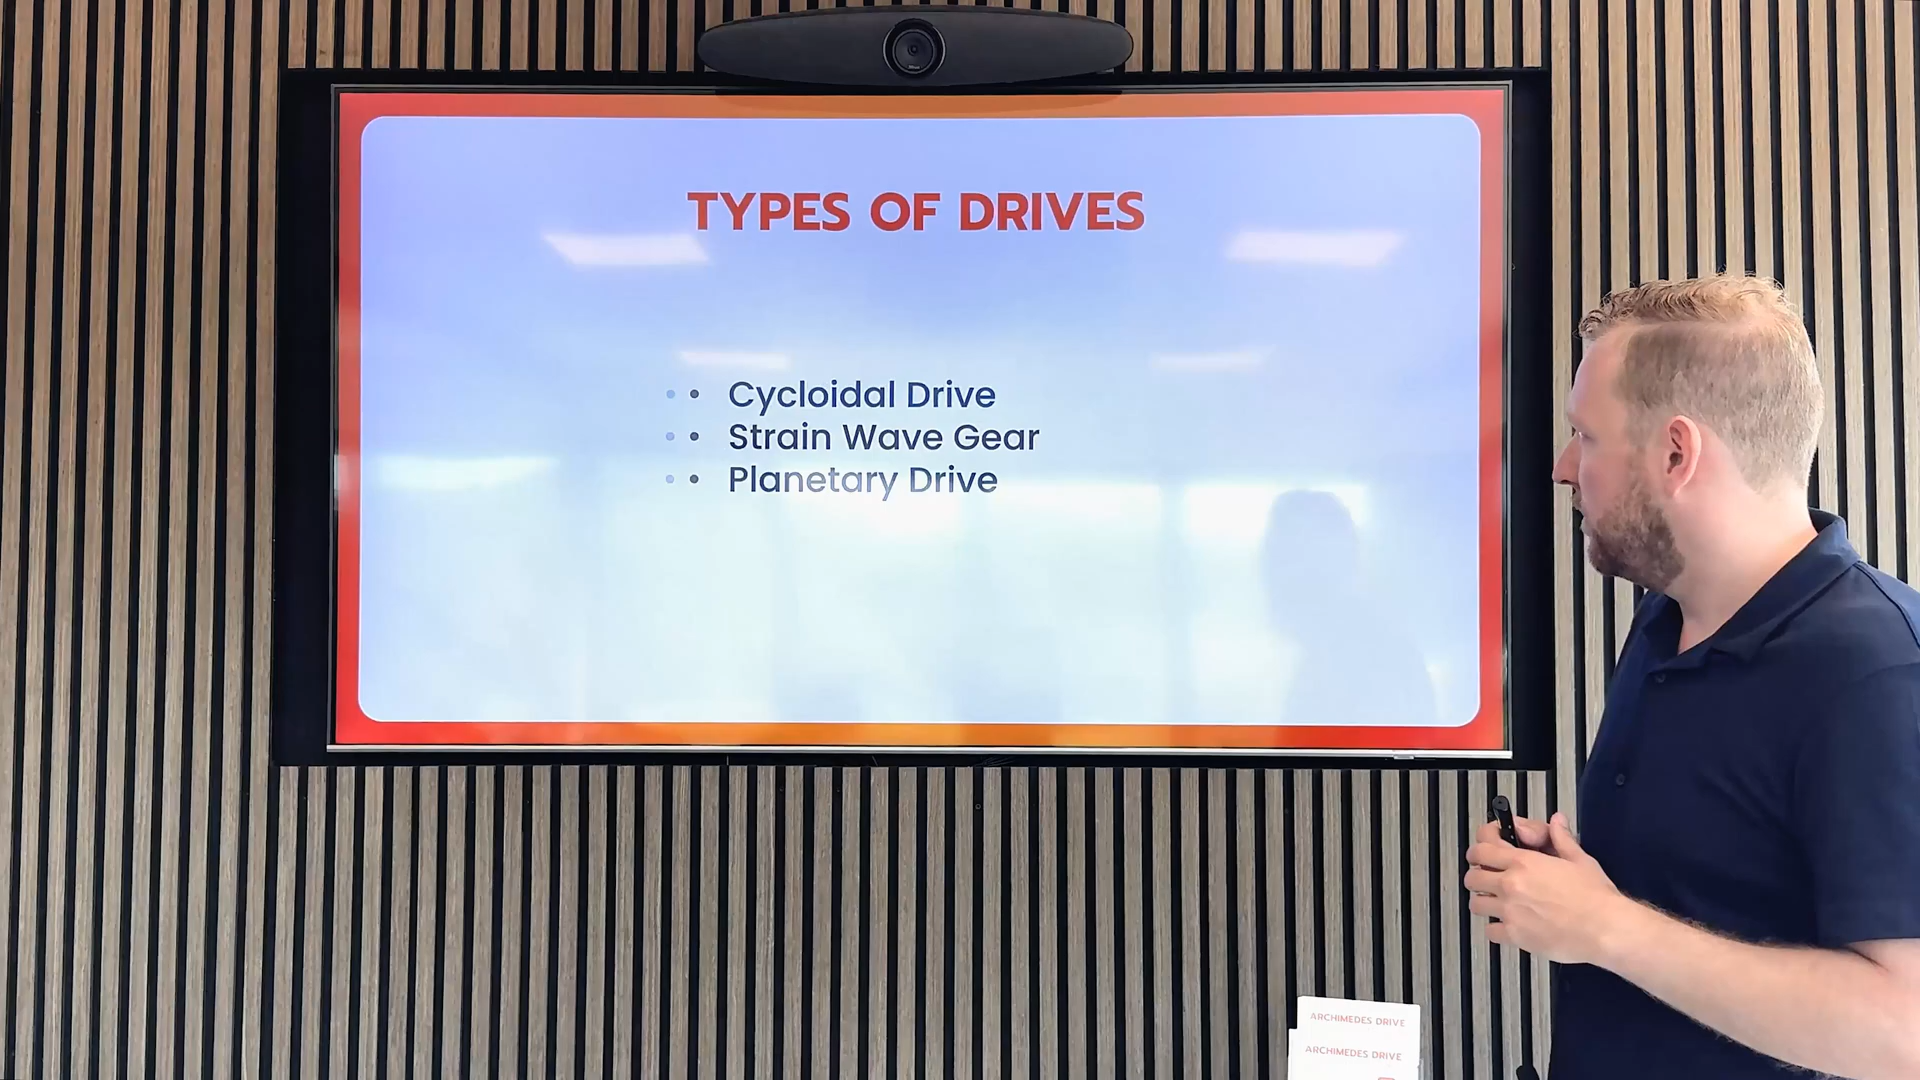 TYPES OF DRIVES
• • Cycloidal Drive
• • Strain Wave Gear
• • Planetary Drive
ARCHIMEDES DRIVE
ARCHIMEDES DRIVE